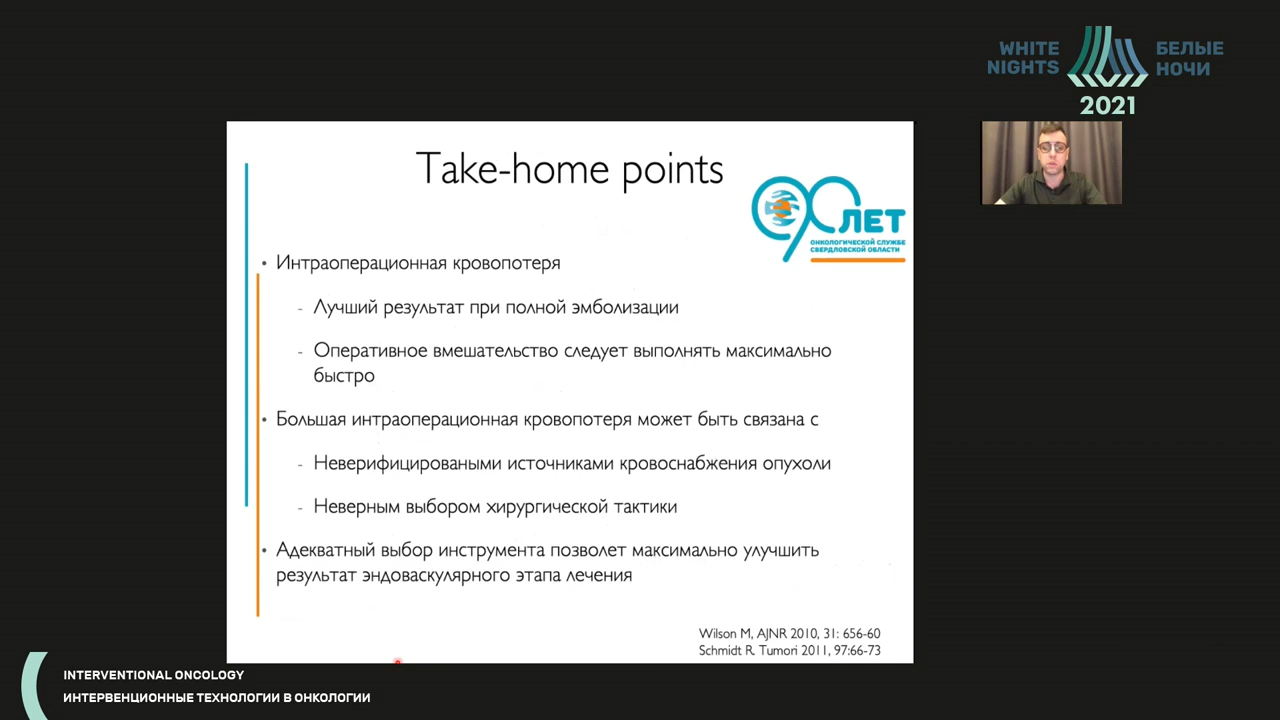 WHITE NIGHTS
БЕЛЫЕ НОЧИ
2021
Take-home points
90 ЛЕТ
ОНКОЛОГИЧЕСКОЙ СЛУЖБЕ
СВЕРДЛОВСКОЙ ОБЛАСТИ
• Интраоперационная кровопотеря
- Лучший результат при полной эмболизации
- Оперативное вмешательство следует выполнять максимально
быстро
• Большая интраоперационная кровопотеря может быть связана с
- Неверифицироваными источниками кровоснабжения опухоли
- Неверным выбором хирургической тактики
• Адекватный выбор инструмента позволет максимально улучшить
результат эндоваскулярного этапа лечения
Wilson M, AJNR 2010, 31: 656-60
Schmidt R. Tumori 2011, 97:66-73
INTERVENTIONAL ONCOLOGY
ИНТЕРВЕНЦИОННЫЕ ТЕХНОЛОГИИ В ОНКОЛОГИИ